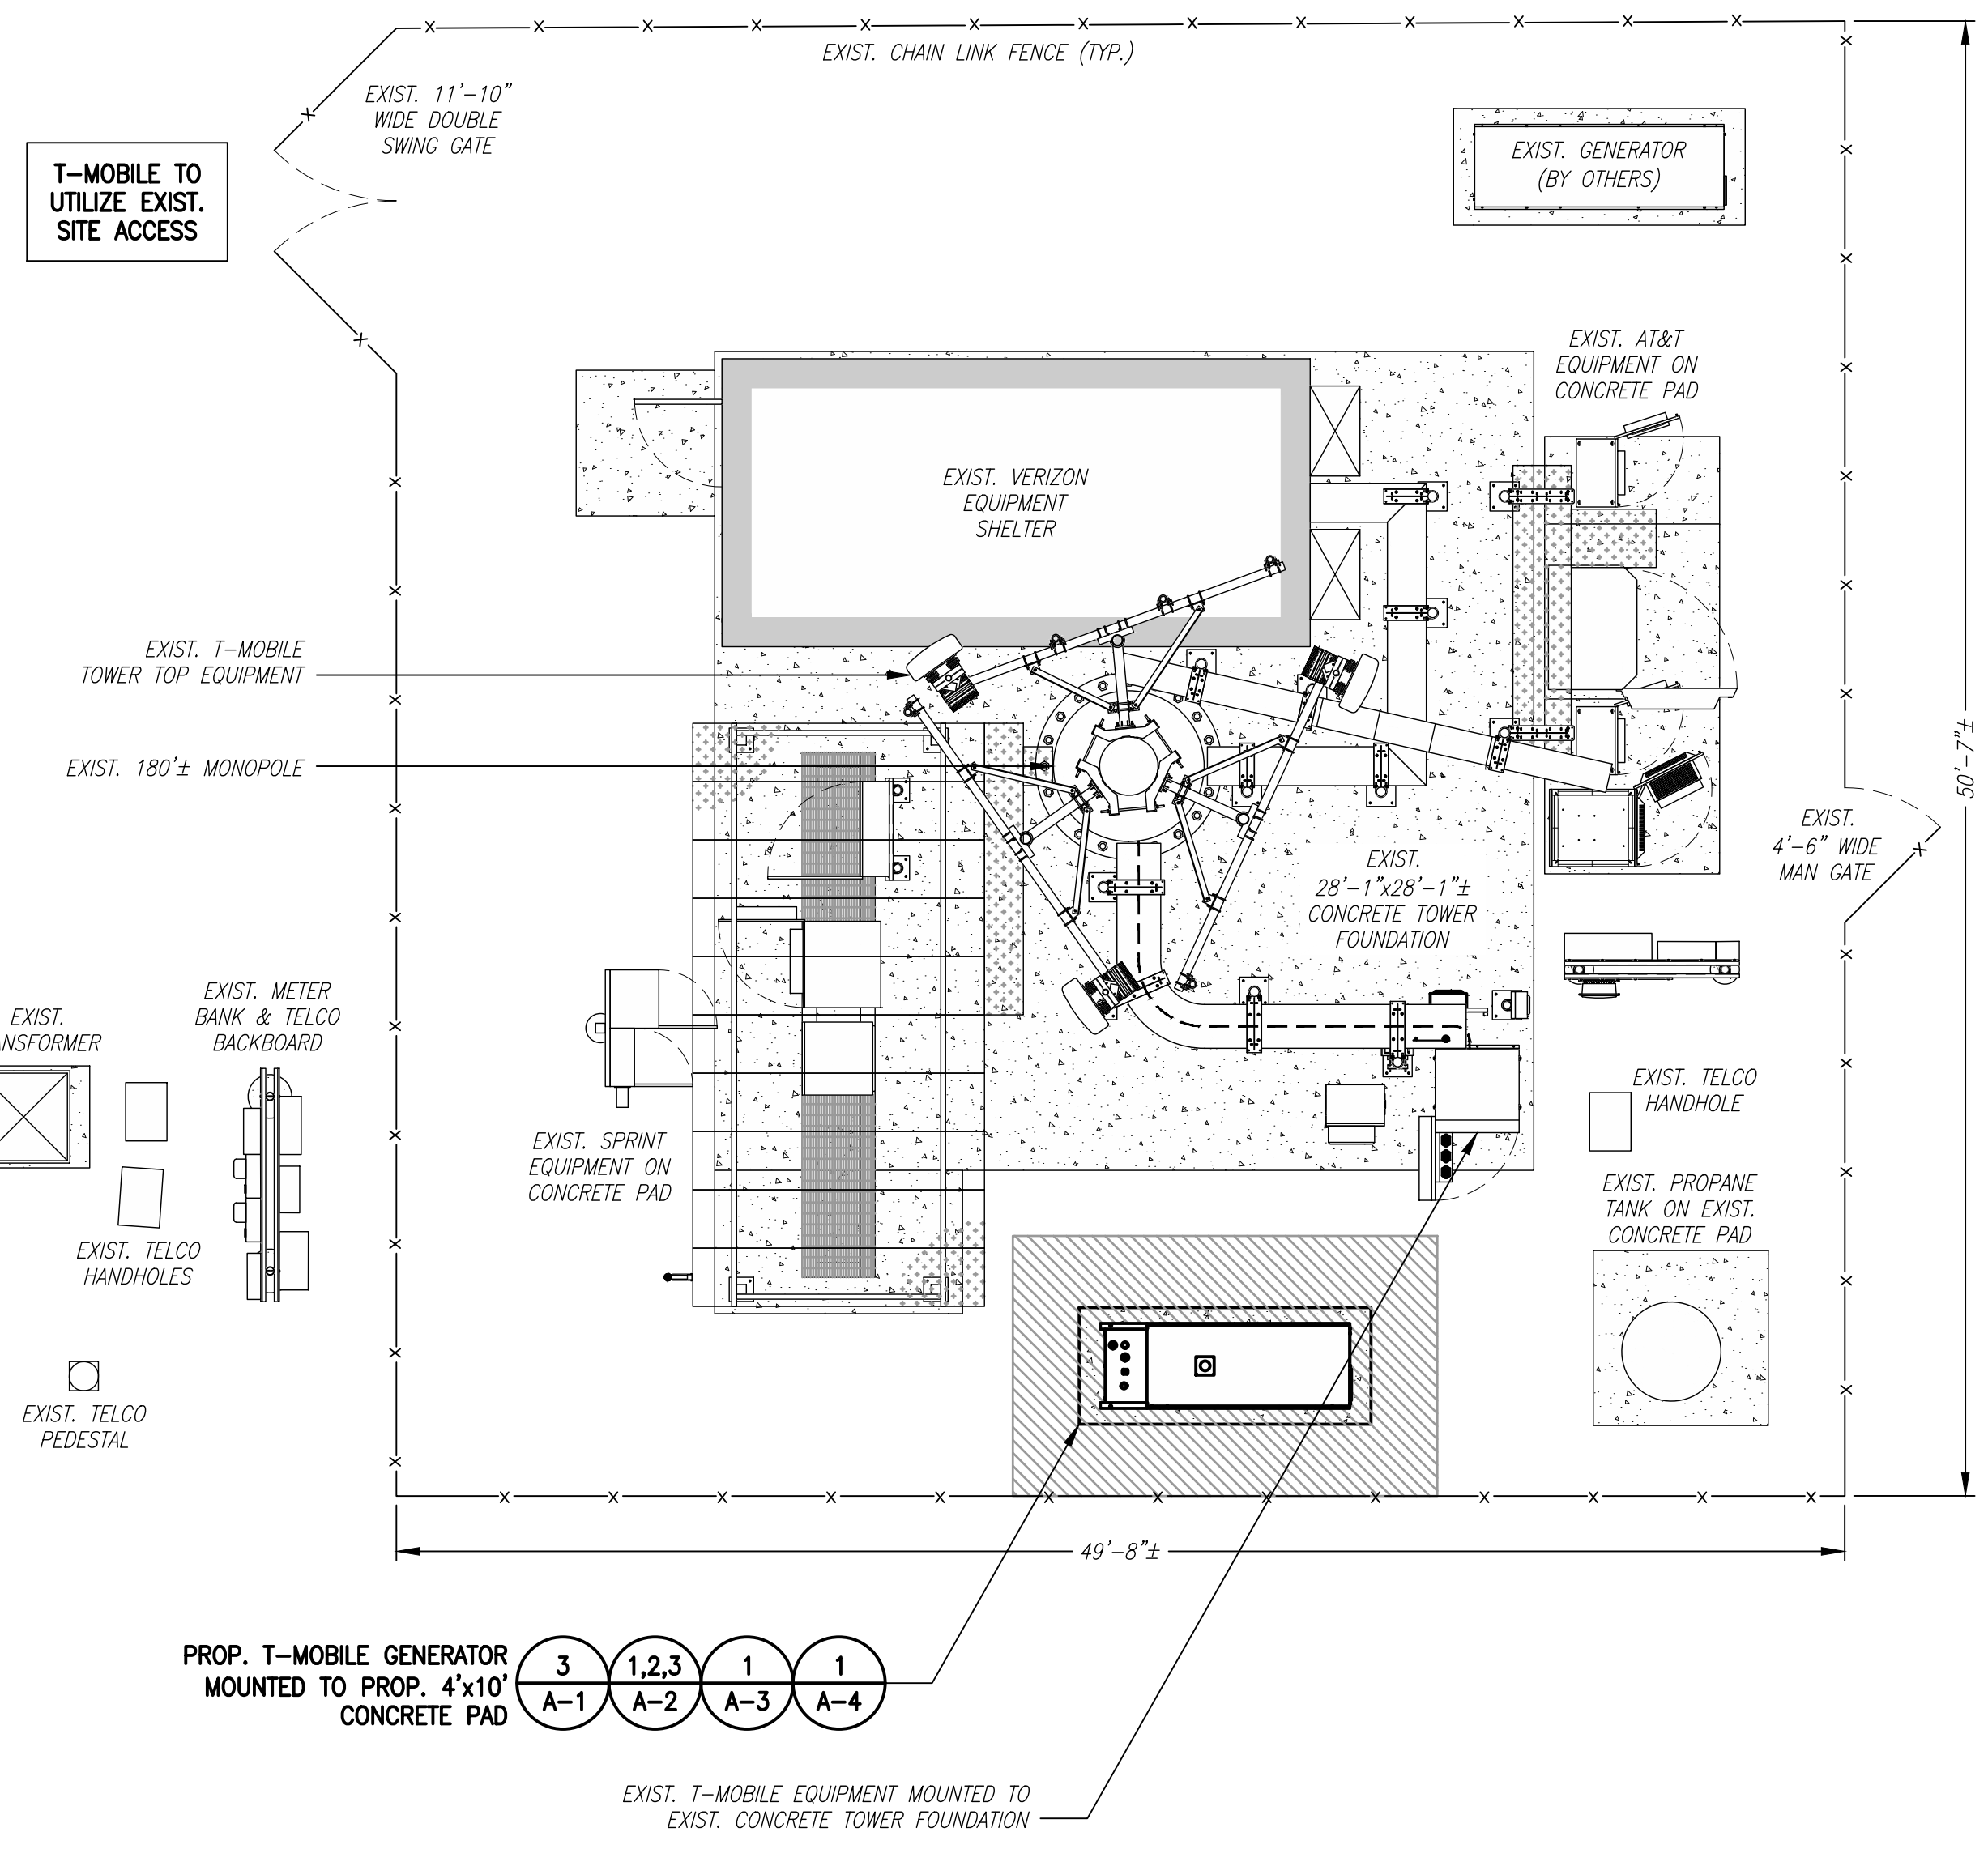 EXIST. CHAIN LINK FENCE (TYP.)
EXIST. 11'-10"
WIDE DOUBLE
SWING GATE
T-MOBILE TO
UTILIZE EXIST.
SITE ACCESS
EXIST. GENERATOR
(BY OTHERS)
EXIST. AT&T
EQUIPMENT ON
CONCRETE PAD
EXIST. VERIZON
EQUIPMENT
SHELTER
EXIST. T-MOBILE
TOWER TOP EQUIPMENT
EXIST. 180'± MONOPOLE
50'-7"±
EXIST.
4'-6" WIDE
MAN GATE
EXIST.
28'-1"x28'-1"±
CONCRETE TOWER
FOUNDATION
EXIST.
NSFORMER
EXIST. METER
BANK & TELCO
BACKBOARD
EXIST. TELCO
HANDHOLE
EXIST. SPRINT
EQUIPMENT ON
CONCRETE PAD
EXIST. PROPANE
TANK ON EXIST.
CONCRETE PAD
EXIST. TELCO
HANDHOLES
EXIST. TELCO
PEDESTAL
49'-8"±
PROP. T-MOBILE GENERATOR
MOUNTED TO PROP. 4'x10'
CONCRETE PAD
3 1,2,3 1 1
A-1 A-2 A-3 A-4
EXIST. T-MOBILE EQUIPMENT MOUNTED TO
EXIST. CONCRETE TOWER FOUNDATION